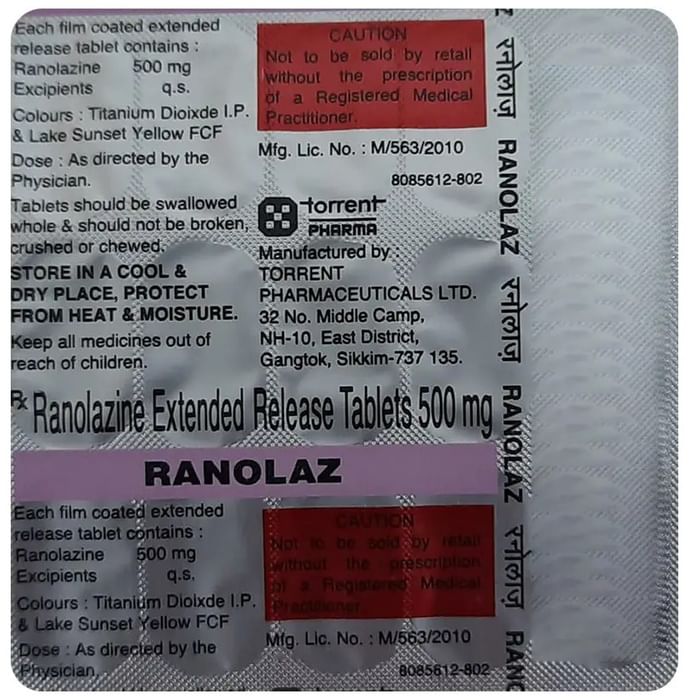 Each film coated extended
release tablet contains :
Ranolazine 500 mg
Excipients q.s.
Colours : Titanium Dioixde I.P.
& Lake Sunset Yellow FCF
Dose : As directed by the
Physician.
Tablets should be swallowed
whole & should not be broken,
crushed or chewed.
STORE IN A COOL &
DRY PLACE, PROTECT
FROM HEAT & MOISTURE.
Keep all medicines out of
reach of children.
CAUTION
Not to be sold by retail
without the prescription
of a Registered Medical
Practitioner.
Mfg. Lic. No. : M/563/2010
8085612-802
torrent
PHARMA
Manufactured by :
TORRENT
PHARMACEUTICALS LTD.
32 No. Middle Camp,
NH-10, East District,
Gangtok, Sikkim-737 135.
Rx Ranolazine Extended Release Tablets 500 mg
RANOLAZ
Each film coated extended
release tablet contains :
Ranolazine 500 mg
Excipients q.s.
Colours : Titanium Dioixde I.P.
& Lake Sunset Yellow FCF
Dose : As directed by the
Physician.
CAUTION
Not to be sold by retail
without the prescription
of a Registered Medical
Practitioner.
Mfg. Lic. No. : M/563/2010
8085612-802
रनोलाज़ RANOLAZ रनोलाज़ RANOLAZ रनोलाज़